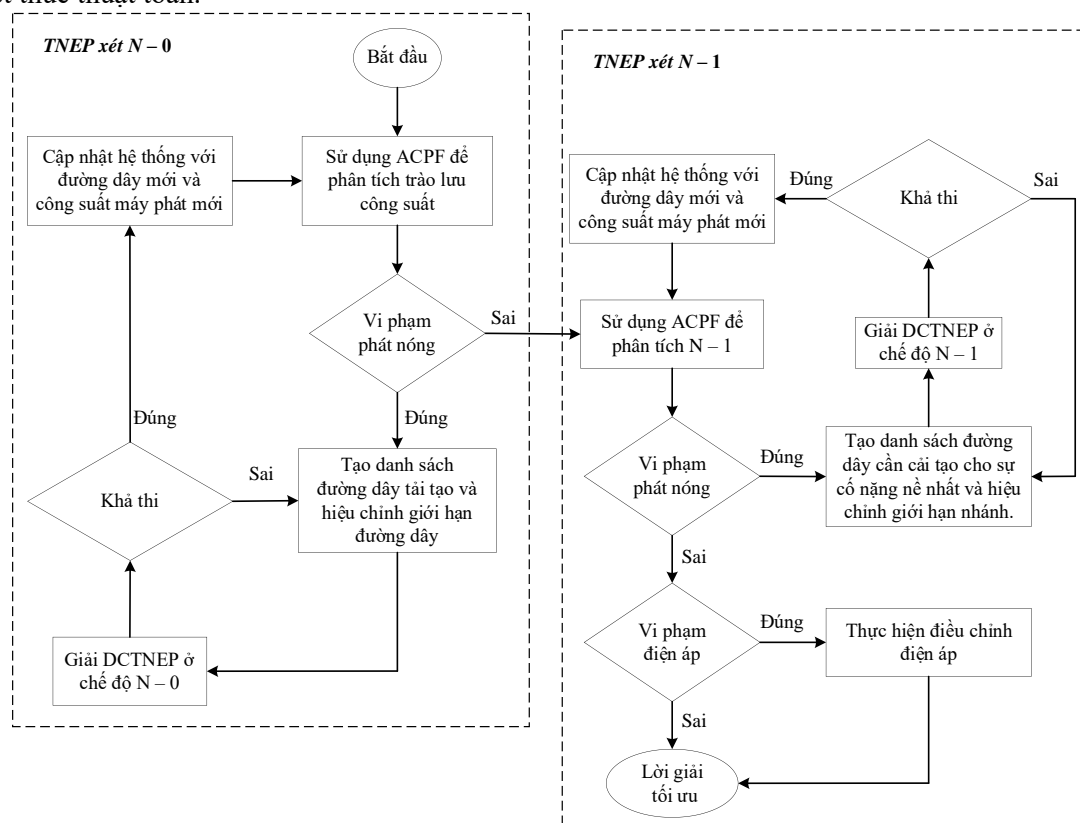 TNEP xét N – 0
Bắt đầu
Cập nhật hệ thống với
đường dây mới và
công suất máy phát mới
Sử dụng ACPF để
phân tích trào lưu
công suất
Vi phạm
phát nóng
Sai
Đúng
Đúng
Khả thi
Sai
Tạo danh sách
đường dây tải tạo và
hiệu chỉnh giới hạn
đường dây
Giải DCTNEP ở
chế độ N – 0
TNEP xét N – 1
Cập nhật hệ thống với
đường dây mới và
công suất máy phát mới
Đúng
Khả thi
Sai
Sử dụng ACPF để
phân tích N – 1
Giải DCTNEP ở
chế độ N – 1
Vi phạm
phát nóng
Đúng
Tạo danh sách đường
dây cần cải tạo cho sự
cố nặng nề nhất và hiệu
chỉnh giới hạn nhánh.
Sai
Vi phạm
điện áp
Đúng
Thực hiện điều chỉnh
điện áp
Sai
Lời giải
tối ưu